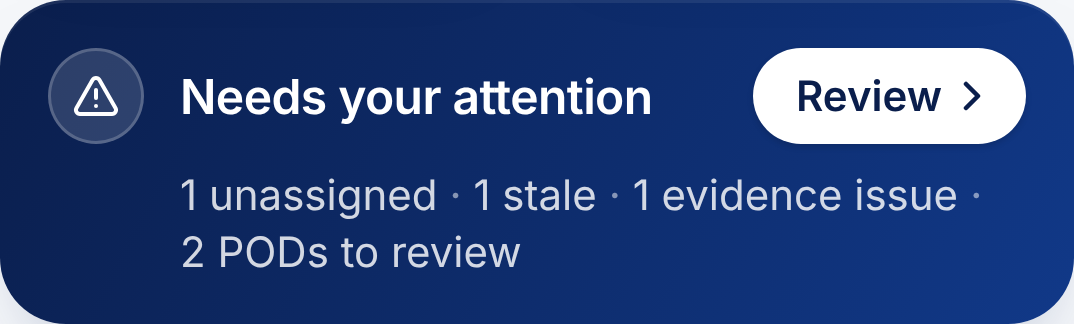 Needs your attention
Review
1 unassigned · 1 stale · 1 evidence issue ·
2 PODs to review